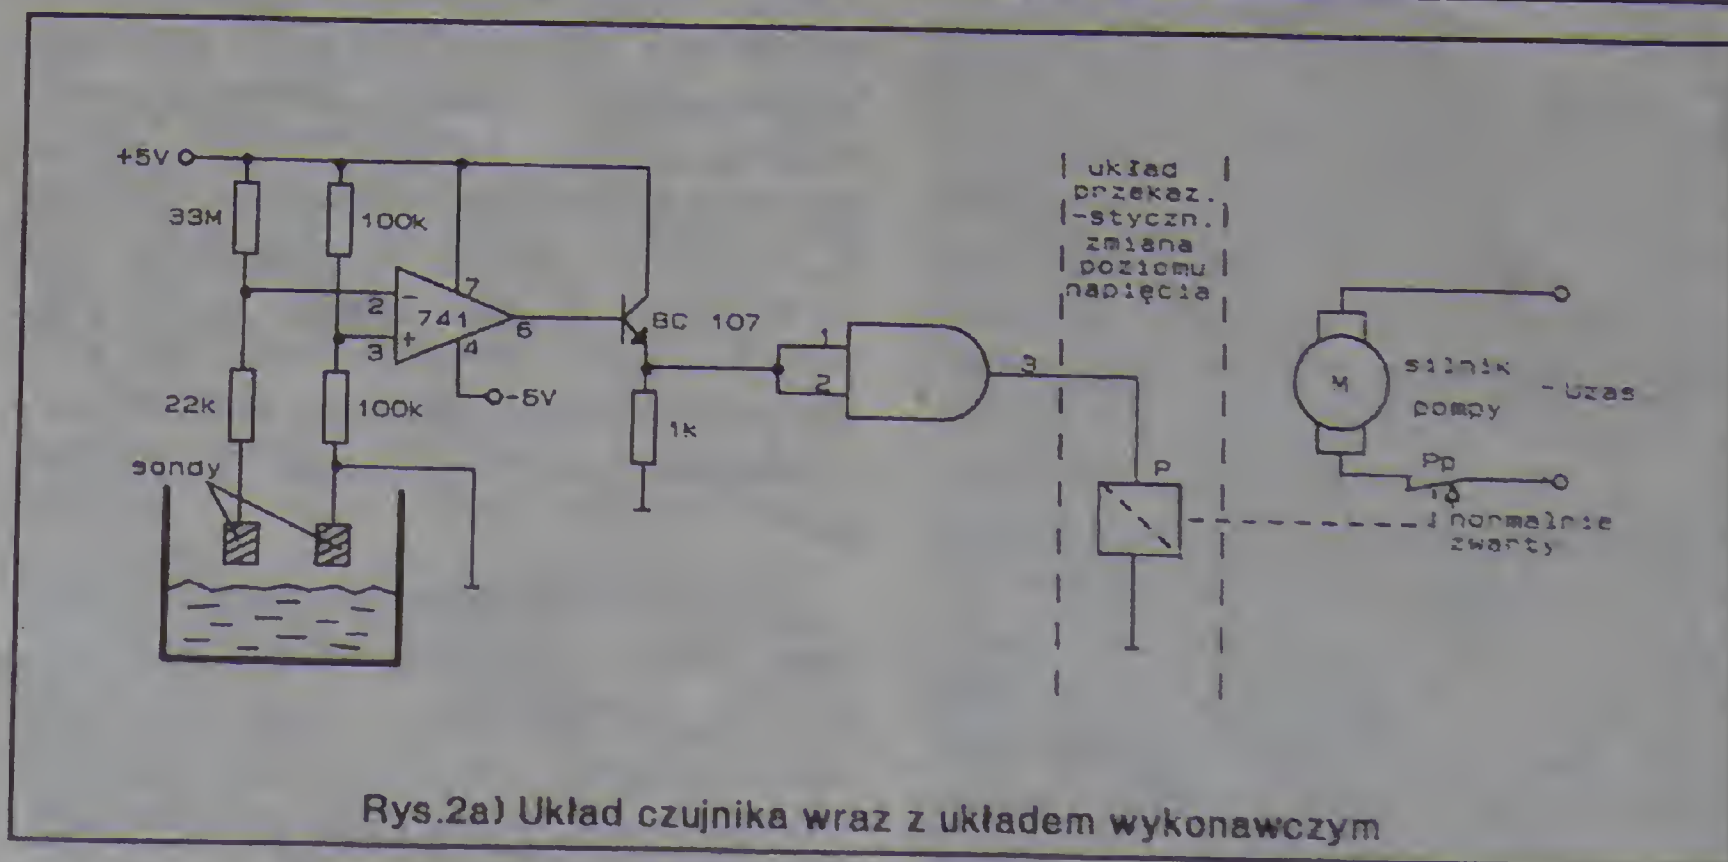 +5V
33M
100k
2
-
7
741
6
+
3
4
-5V
BC 107
22k
100k
1k
sondy
1
2
3
układ
przekaz.
-styczn.
zmiana
poziomu
napięcia
P
M
silnik
pompy
-Uzas
Pp
normalnie
zwarty
Rys.2a) Układ czujnika wraz z układem wykonawczym